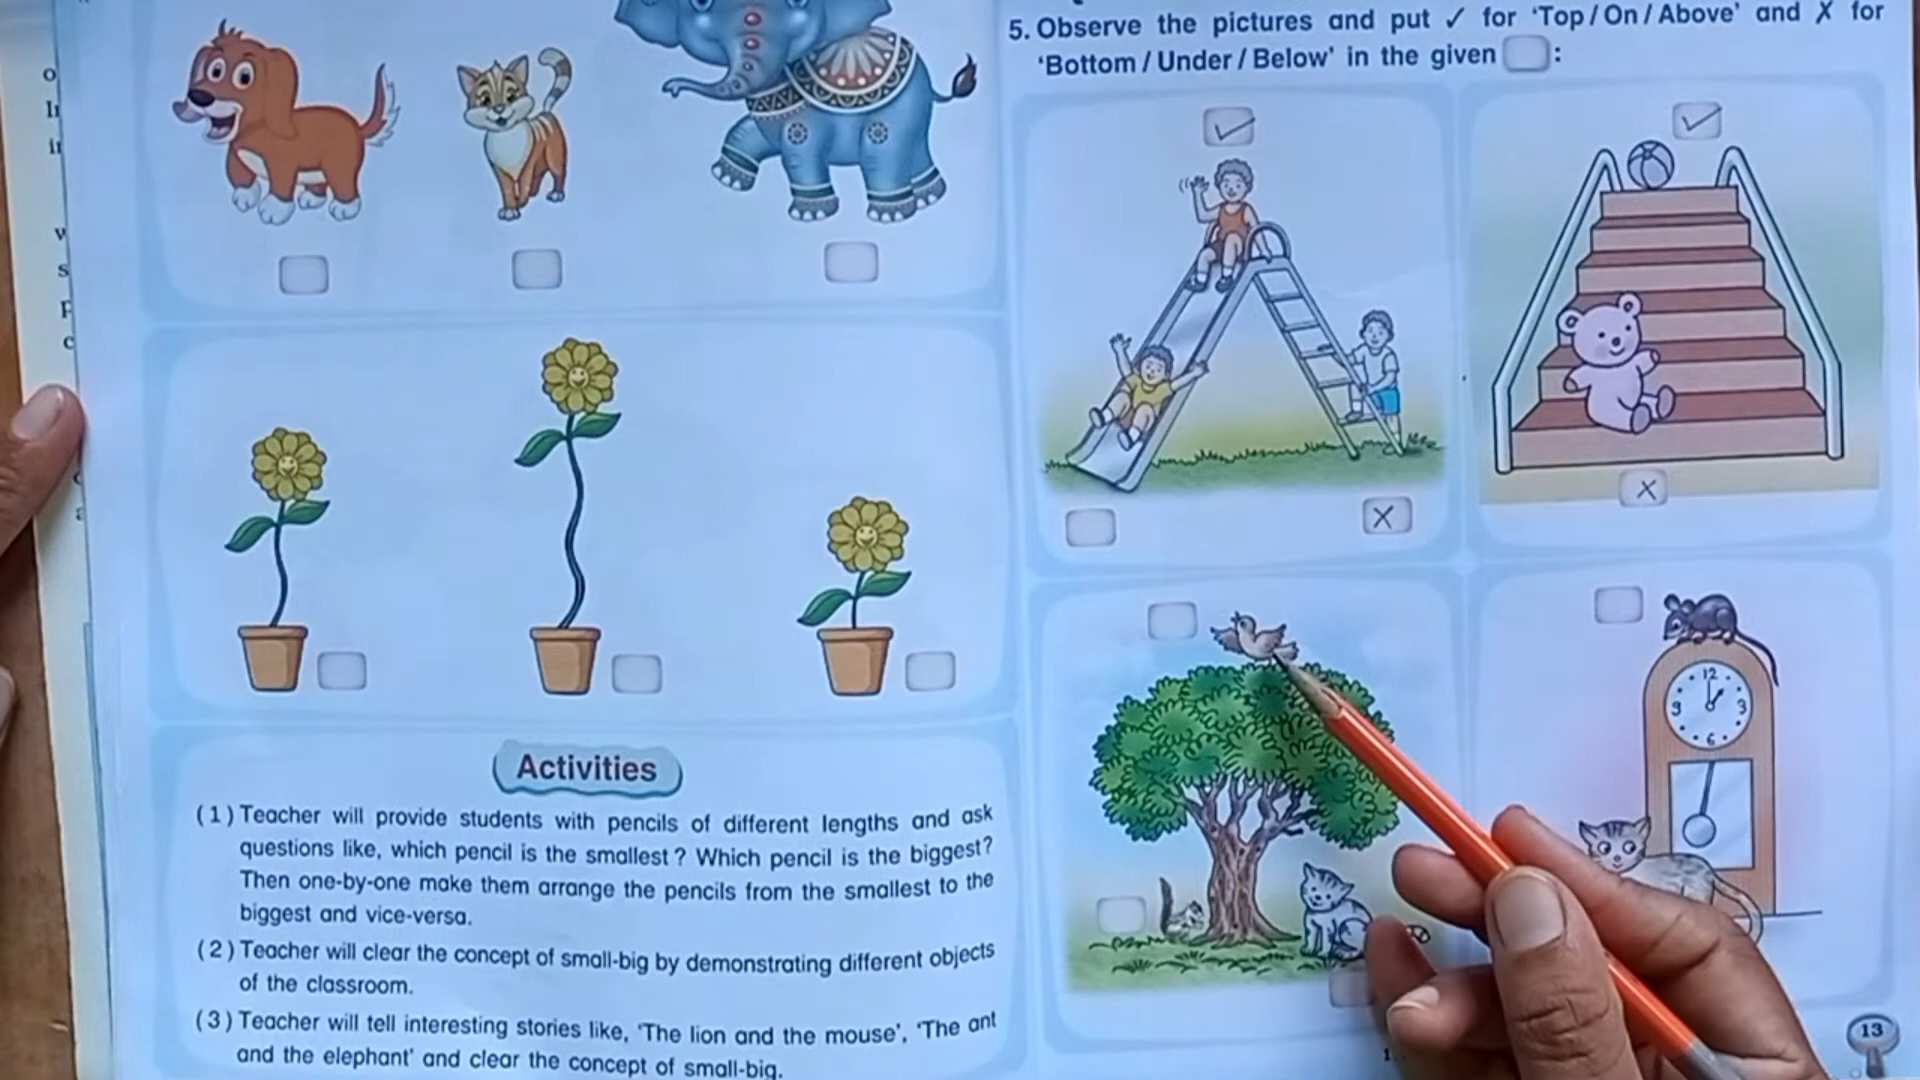 Activities
(1) Teacher will provide students with pencils of different lengths and ask
questions like, which pencil is the smallest? Which pencil is the biggest?
Then one-by-one make them arrange the pencils from the smallest to the
biggest and vice-versa.
(2) Teacher will clear the concept of small-big by demonstrating different objects
of the classroom.
(3) Teacher will tell interesting stories like, 'The lion and the mouse', 'The ant
and the elephant' and clear the concept of small-big.
5. Observe the pictures and put ✓ for 'Top / On / Above' and ✗ for
'Bottom / Under / Below' in the given :
✓
✓
✗
✗
12
9 3
6
13